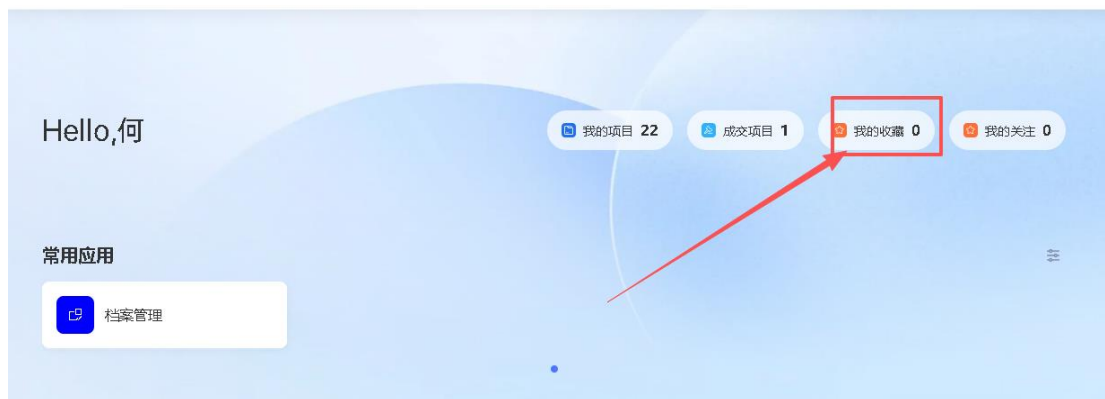 Hello,何
我的项目 22
成交项目 1
我的收藏 0
我的关注 0
常用应用
档案管理